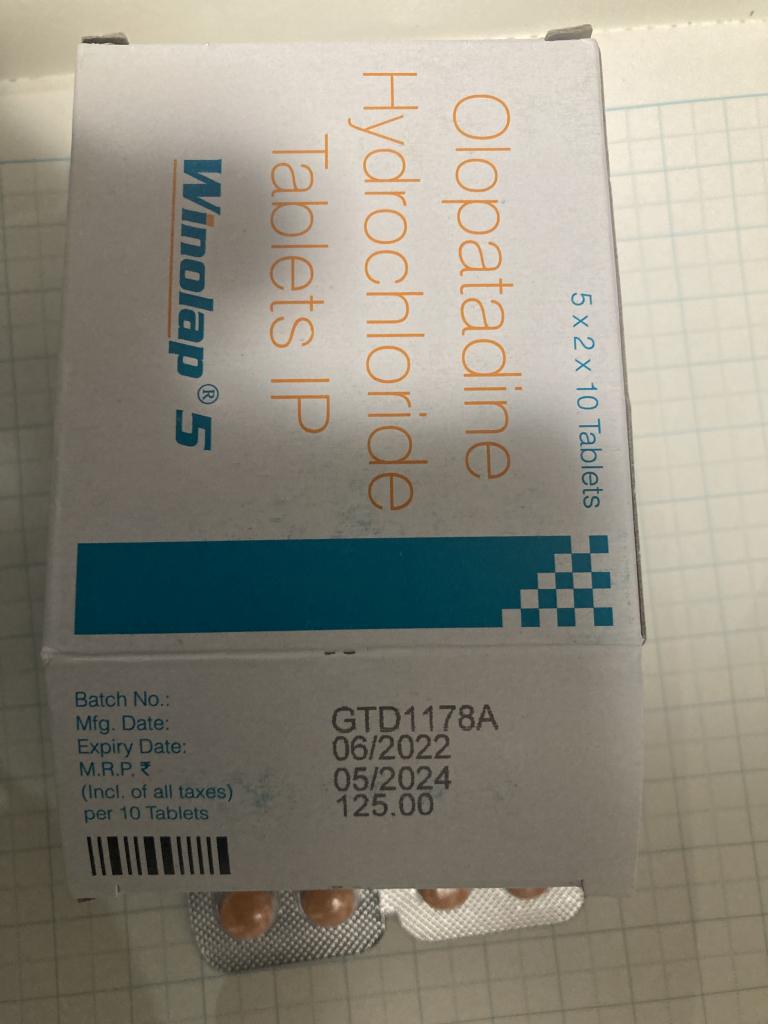 5 x 2 x 10 Tablets
Olopatadine
Hydrochloride
Tablets IP
Winolap® 5
Batch No.: GTD1178A
Mfg. Date: 06/2022
Expiry Date: 05/2024
M.R.P. ₹ 125.00
(Incl. of all taxes)
per 10 Tablets